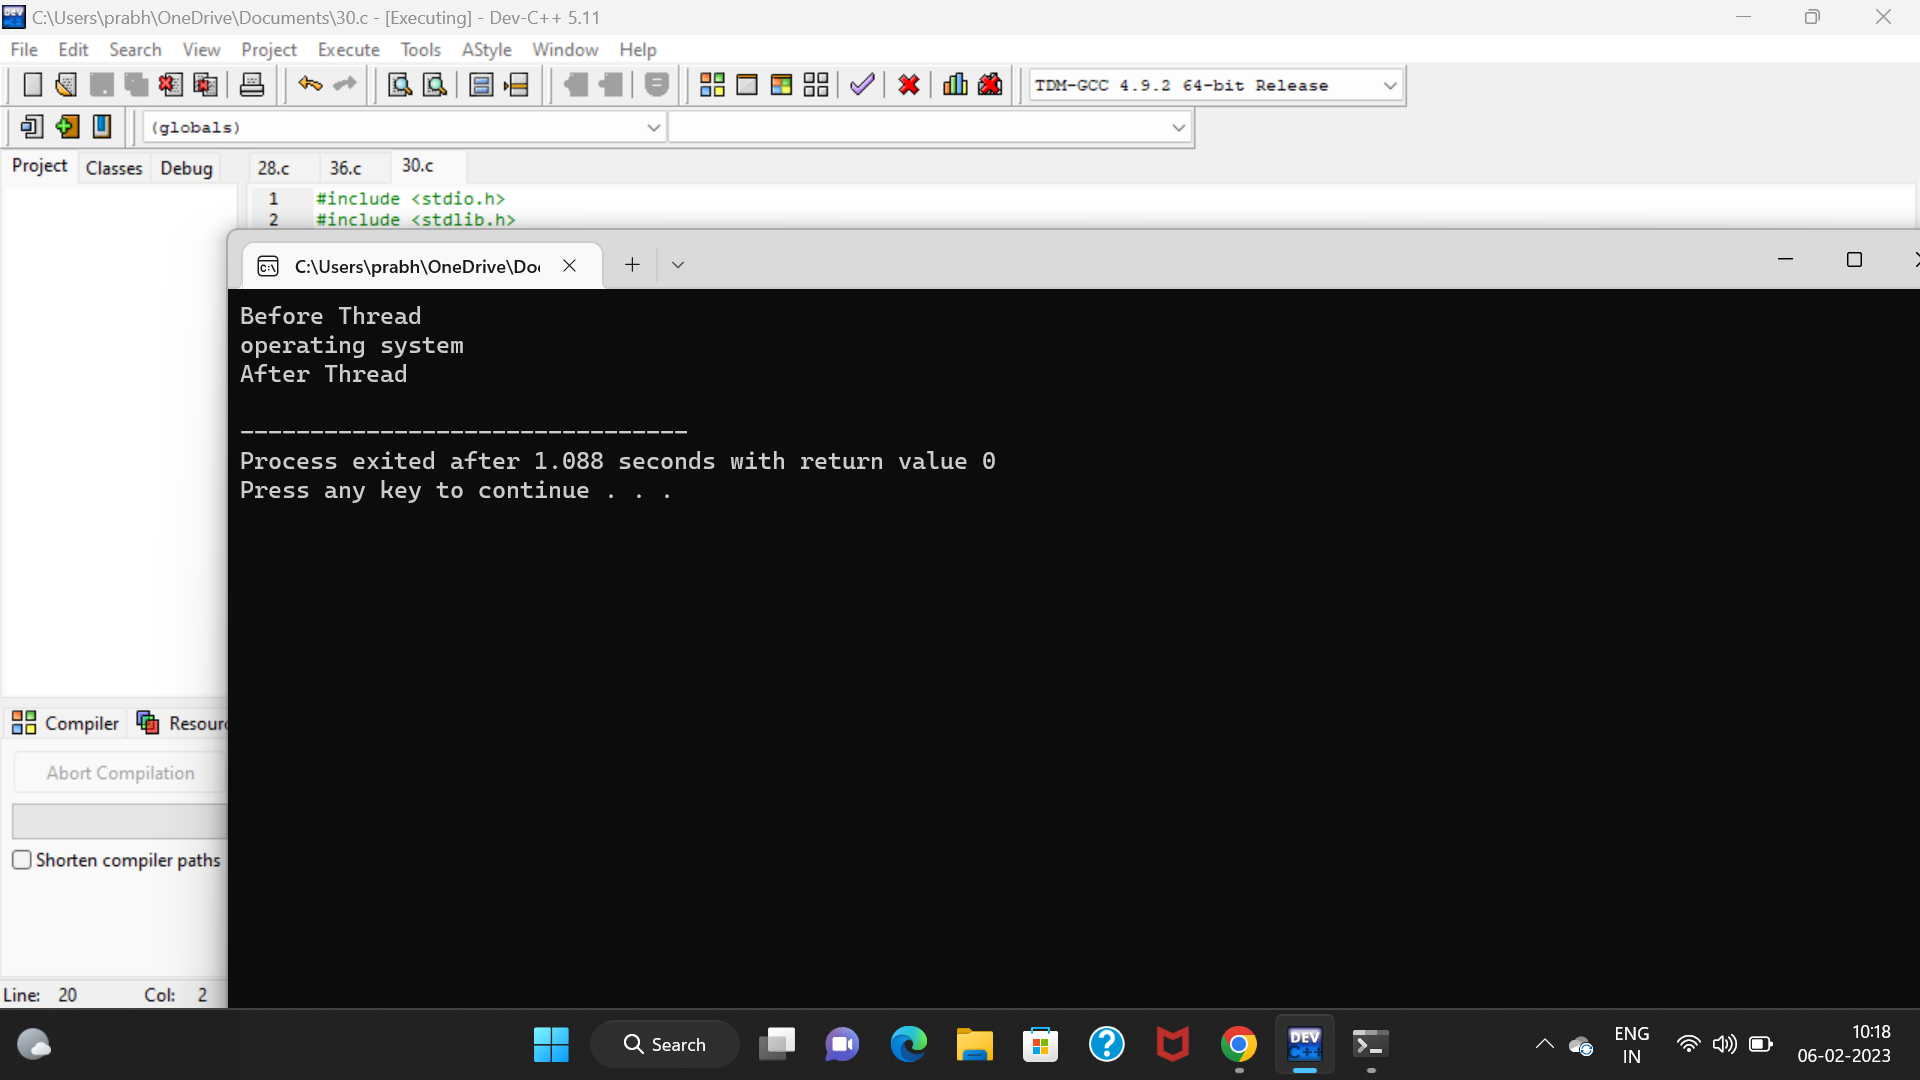 C:\Users\prabh\OneDrive\Documents\30.c - [Executing] - Dev-C++ 5.11
File Edit Search View Project Execute Tools AStyle Window Help
TDM-GCC 4.9.2 64-bit Release
(globals)
Project Classes Debug 28.c 36.c 30.c
1 #include <stdio.h>
2 #include <stdlib.h>
C:\Users\prabh\OneDrive\Do
Before Thread
operating system
After Thread
--------------------------------
Process exited after 1.088 seconds with return value 0
Press any key to continue . . .
Compiler Resour
Abort Compilation
Shorten compiler paths
Line: 20 Col: 2
Search
DEV C++
ENG
IN
10:18
06-02-2023